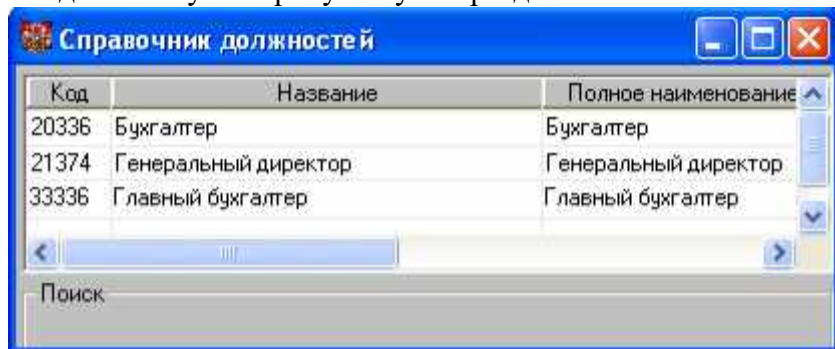 Справочник должностей
Код Название Полное наименование
20336 Бухгалтер Бухгалтер
21374 Генеральный директор Генеральный директор
33336 Главный бухгалтер Главный бухгалтер
Поиск